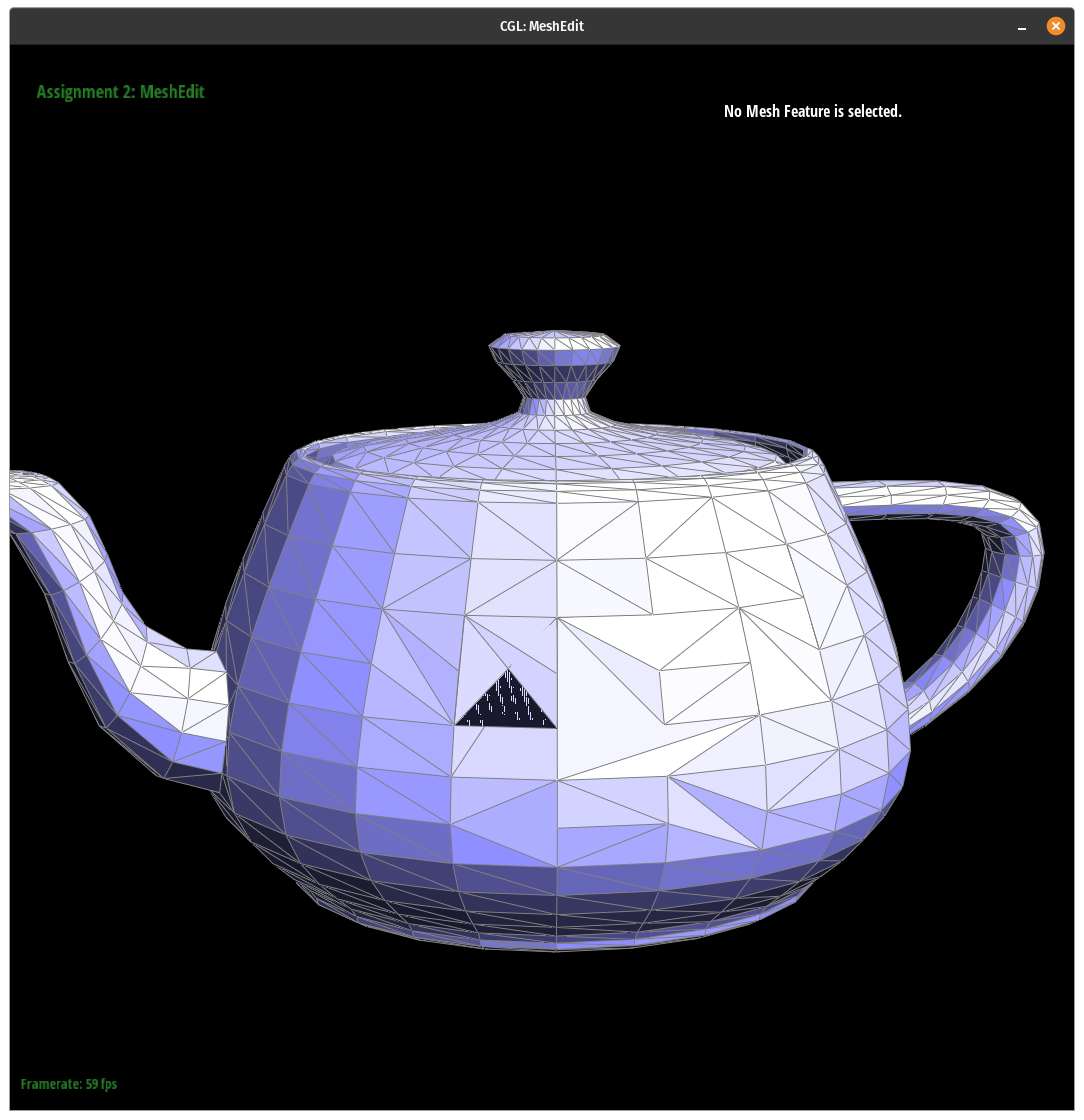 CGL: MeshEdit
Assignment 2: MeshEdit
No Mesh Feature is selected.
Framerate: 59 fps